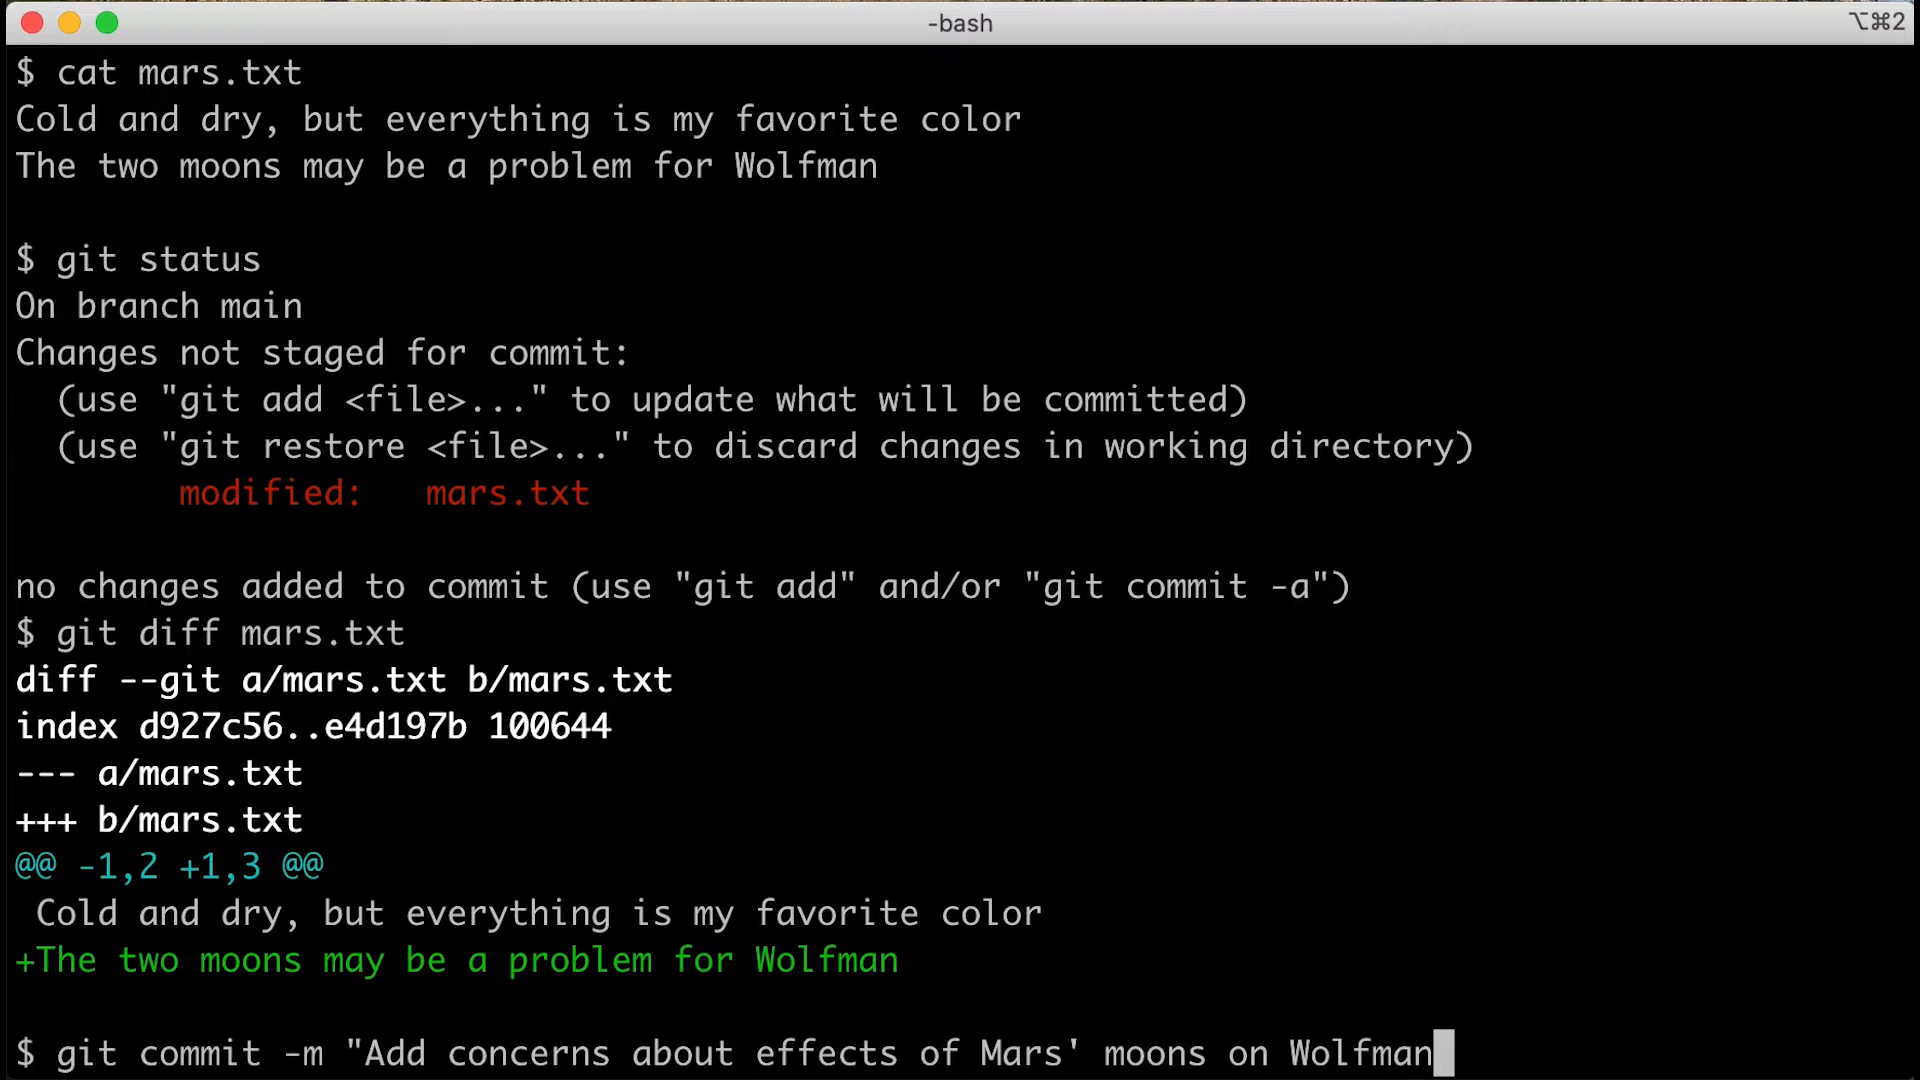 -bash
⌥⌘2
$ cat mars.txt
Cold and dry, but everything is my favorite color
The two moons may be a problem for Wolfman
$ git status
On branch main
Changes not staged for commit:
  (use "git add <file>..." to update what will be committed)
  (use "git restore <file>..." to discard changes in working directory)
        modified:   mars.txt
no changes added to commit (use "git add" and/or "git commit -a")
$ git diff mars.txt
diff --git a/mars.txt b/mars.txt
index d927c56..e4d197b 100644
--- a/mars.txt
+++ b/mars.txt
@@ -1,2 +1,3 @@
 Cold and dry, but everything is my favorite color
+The two moons may be a problem for Wolfman
$ git commit -m "Add concerns about effects of Mars' moons on Wolfman